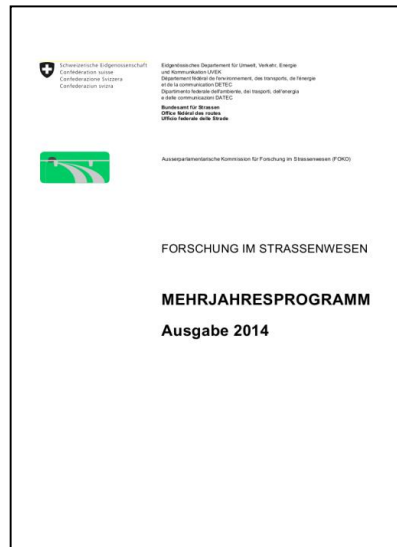 Schweizerische Eidgenossenschaft
Confédération suisse
Confederazione Svizzera
Confederaziun svizra
Eidgenössisches Departement für Umwelt, Verkehr, Energie
und Kommunikation UVEK
Département fédéral de l'environnement, des transports, de l'énergie
et de la communication DETEC
Dipartimento federale dell'ambiente, dei trasporti, dell'energia
e delle comunicazioni DATEC
Bundesamt für Strassen
Office fédéral des routes
Ufficio federale delle Strade
Ausserparlamentarische Kommission für Forschung im Strassenwesen (FOKO)
FORSCHUNG IM STRASSENWESEN
MEHRJAHRESPROGRAMM
Ausgabe 2014